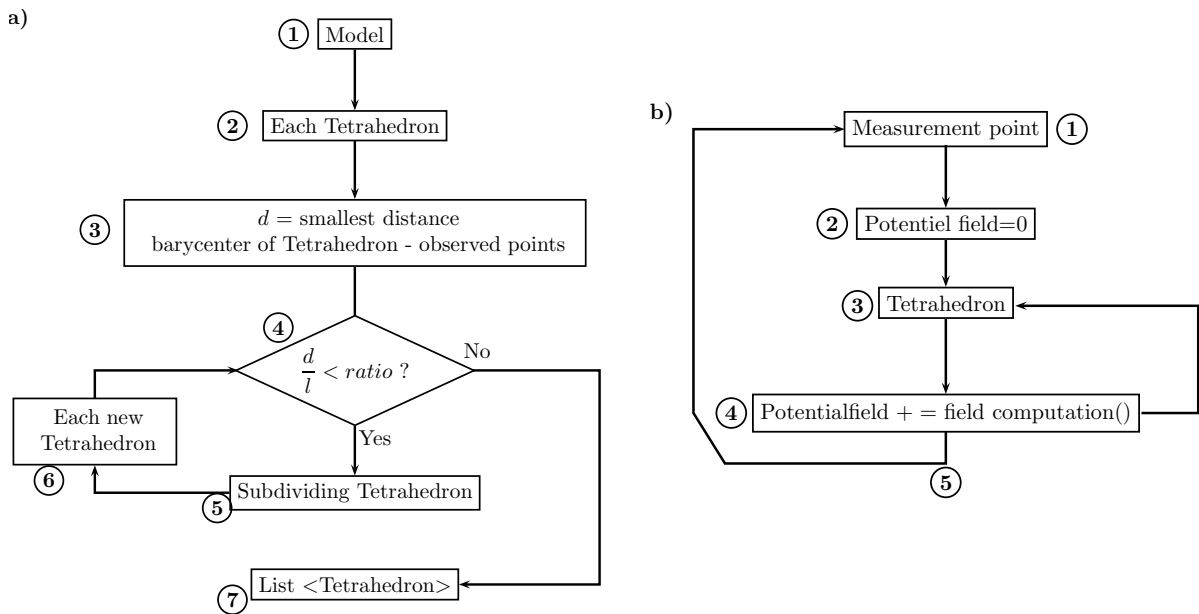 a)
1 Model
2 Each Tetrahedron
3
d = smallest distance
barycenter of Tetrahedron - observed points
4
d/l < ratio ?
No
Yes
Each new
Tetrahedron
6
5 Subdividing Tetrahedron
7 List <Tetrahedron>
b)
Measurement point 1
2 Potentiel field=0
3 Tetrahedron
4 Potentialfield + = field computation()
5